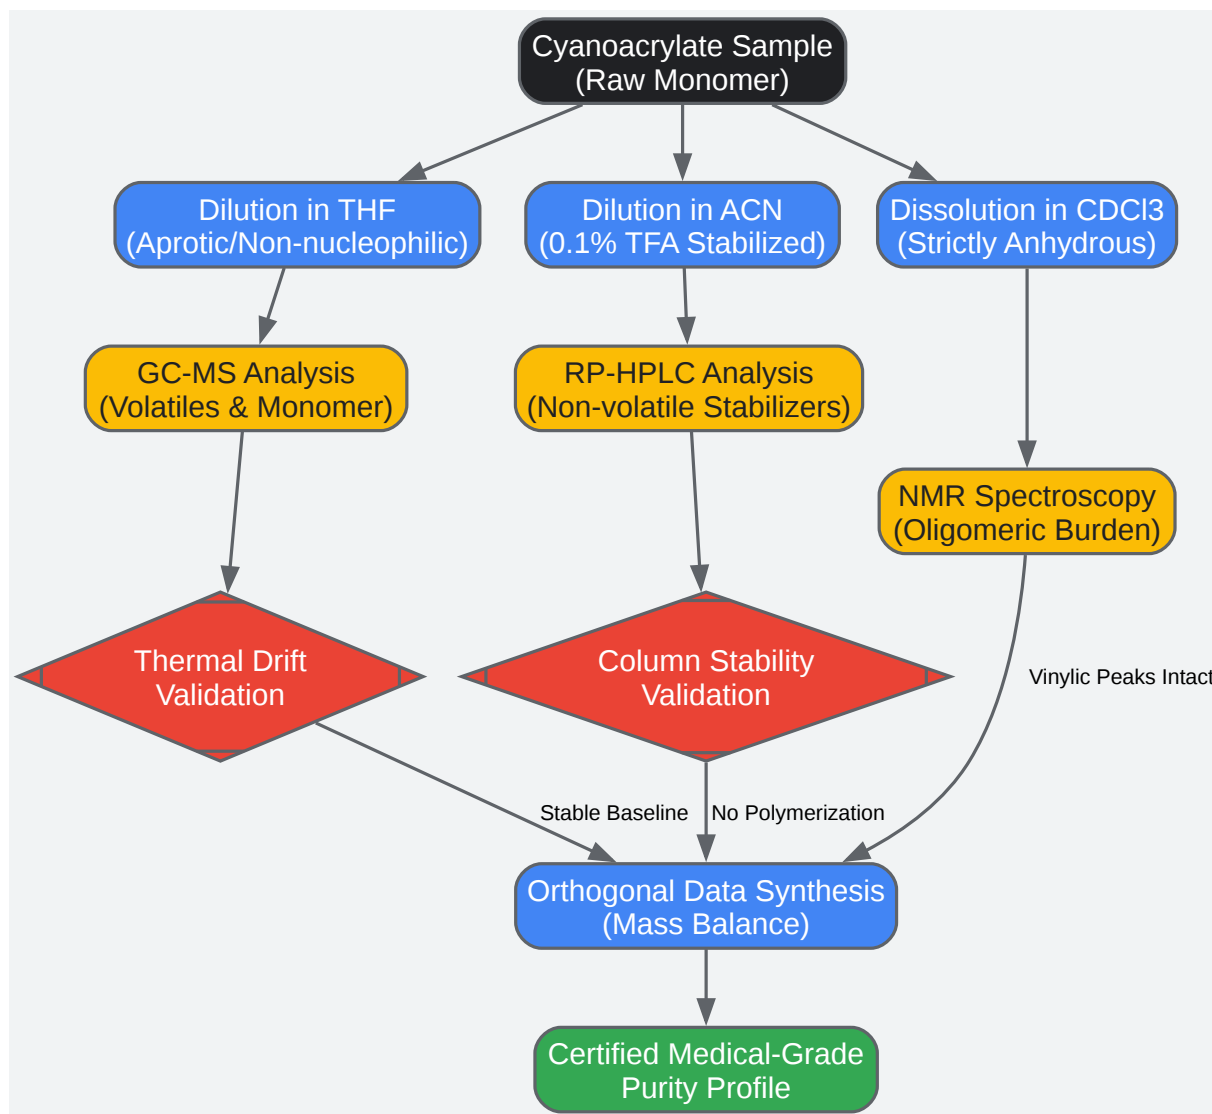 Cyanoacrylate Sample
(Raw Monomer)
Dilution in THF
(Aprotic/Non-nucleophilic)
Dilution in ACN
(0.1% TFA Stabilized)
Dissolution in CDCl3
(Strictly Anhydrous)
GC-MS Analysis
(Volatiles & Monomer)
RP-HPLC Analysis
(Non-volatile Stabilizers)
NMR Spectroscopy
(Oligomeric Burden)
Thermal Drift
Validation
Column Stability
Validation
Vinylic Peaks Intact
Stable Baseline
No Polymerization
Orthogonal Data Synthesis
(Mass Balance)
Certified Medical-Grade
Purity Profile